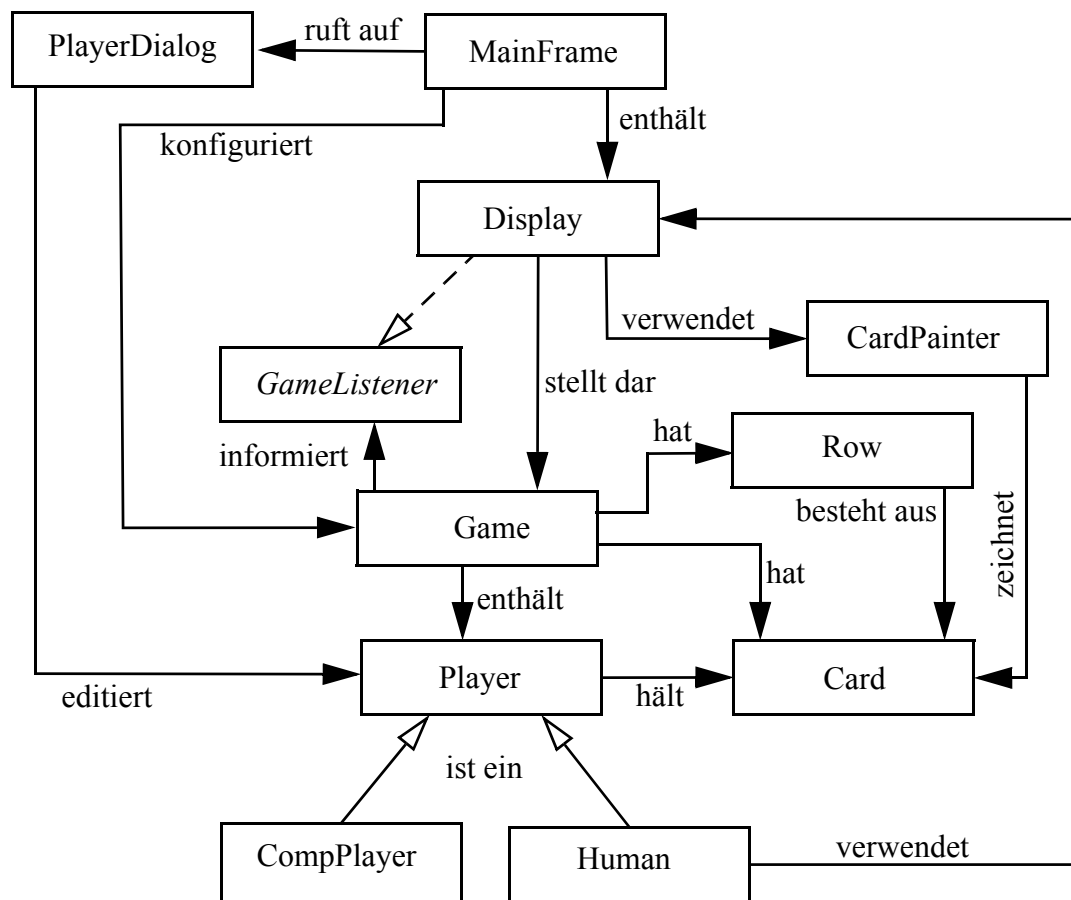 PlayerDialog
ruft auf
MainFrame
konfiguriert
enthält
Display
verwendet
CardPainter
GameListener
stellt dar
informiert
hat
Row
besteht aus
zeichnet
Game
hat
enthält
Player
hält
Card
editiert
ist ein
CompPlayer
Human
verwendet